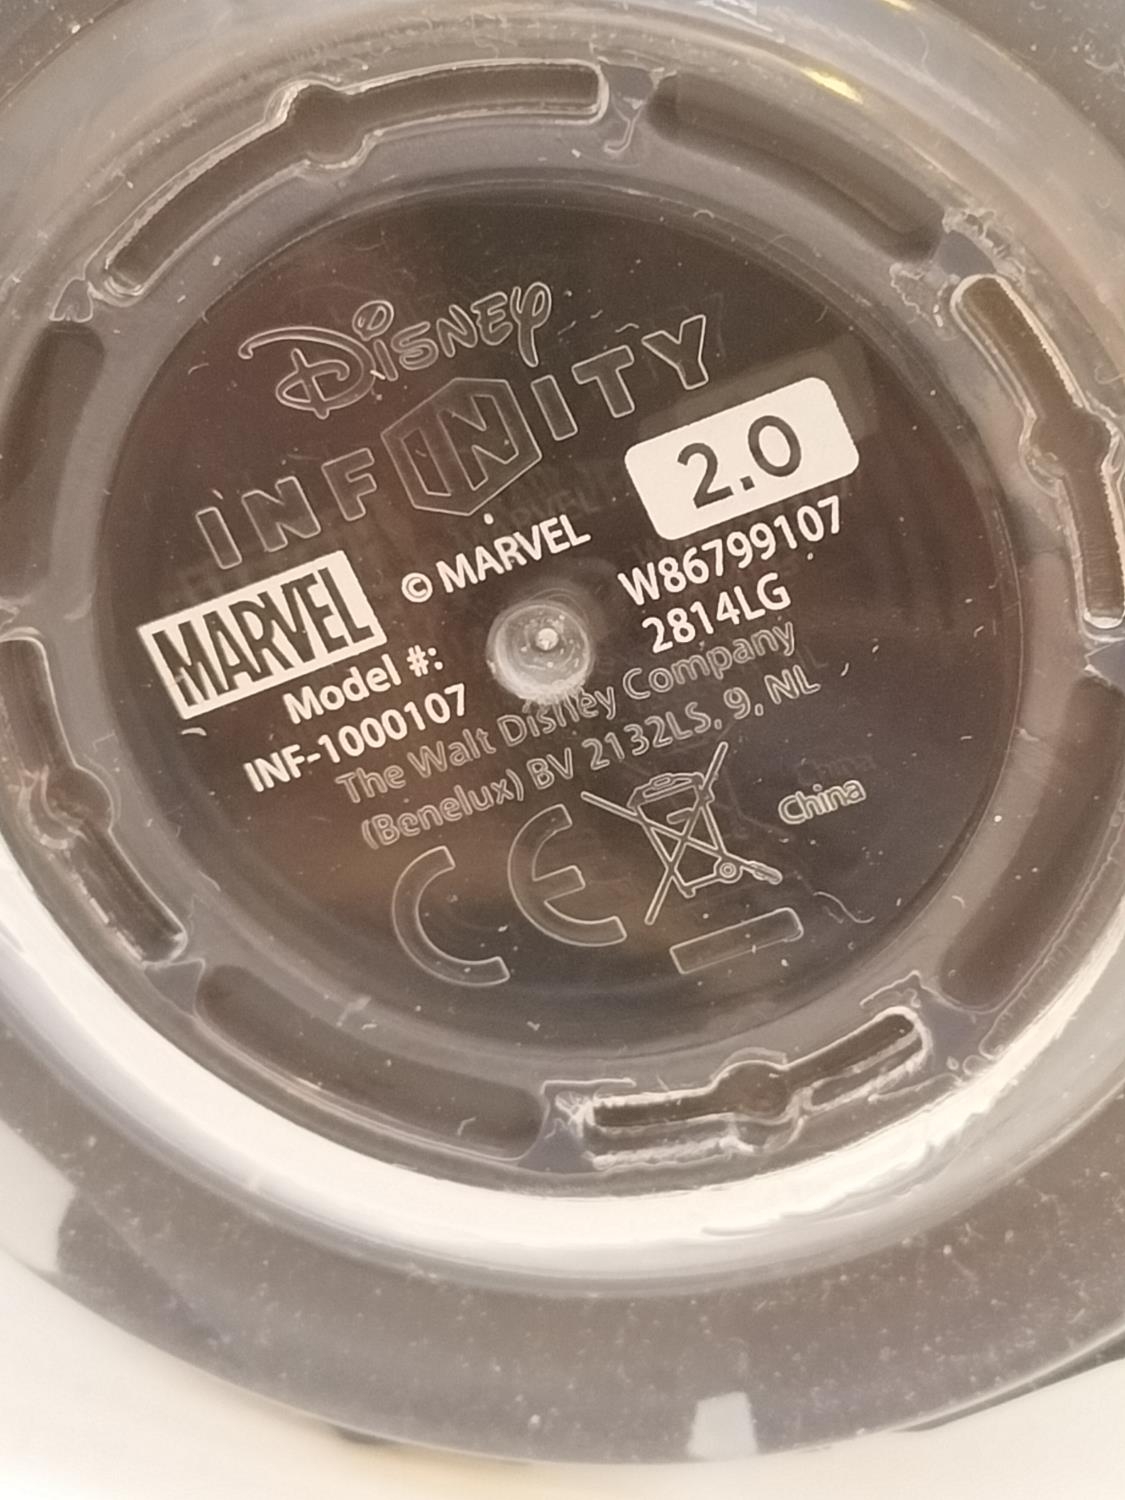 Disney
INFINITY
2.0
MARVEL
© MARVEL
W86799107
2814LG
Model #:
INF-1000107
The Walt Disney Company
(Benelux) BV 2132LS, 9, NL
CE
China